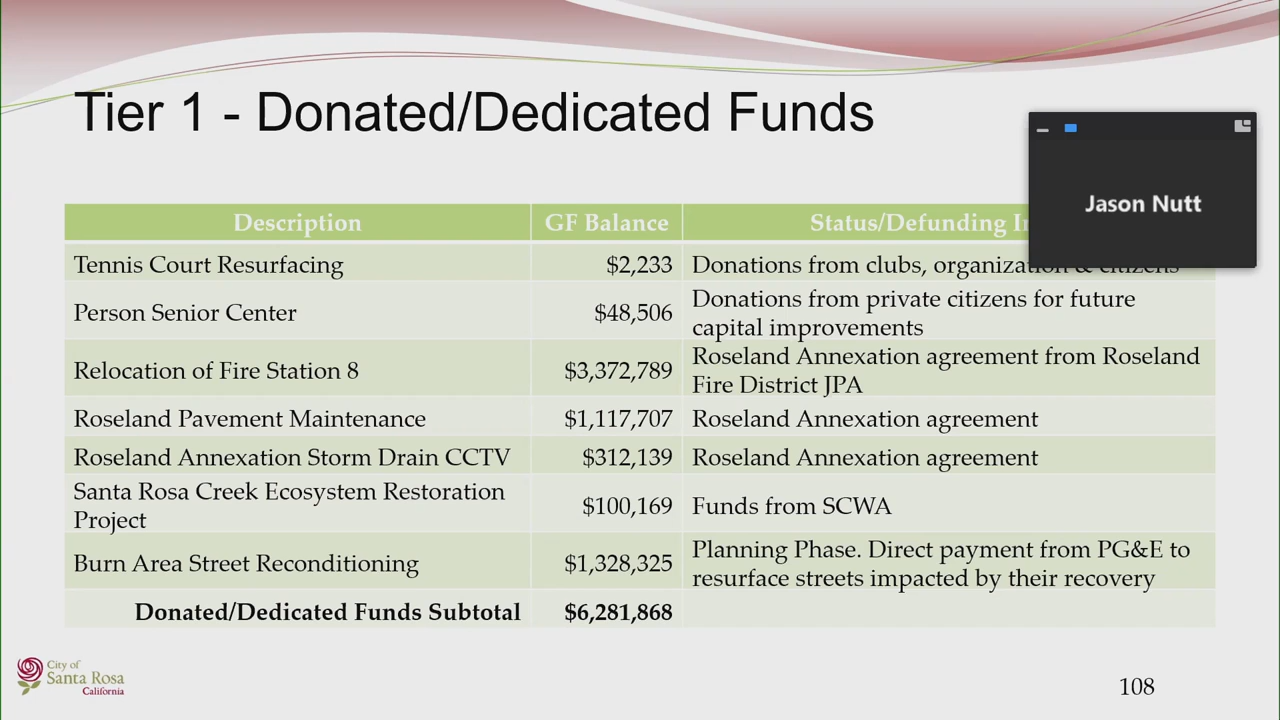 Tier 1 - Donated/Dedicated Funds
Jason Nutt
Description GF Balance Status/Defunding
Tennis Court Resurfacing $2,233 Donations from clubs, organization & citizens
Person Senior Center $48,506 Donations from private citizens for future
capital improvements
Relocation of Fire Station 8 $3,372,789 Roseland Annexation agreement from Roseland
Fire District JPA
Roseland Pavement Maintenance $1,117,707 Roseland Annexation agreement
Roseland Annexation Storm Drain CCTV $312,139 Roseland Annexation agreement
Santa Rosa Creek Ecosystem Restoration
Project $100,169 Funds from SCWA
Burn Area Street Reconditioning $1,328,325 Planning Phase. Direct payment from PG&E to
resurface streets impacted by their recovery
Donated/Dedicated Funds Subtotal $6,281,868
City of
Santa Rosa
California
108